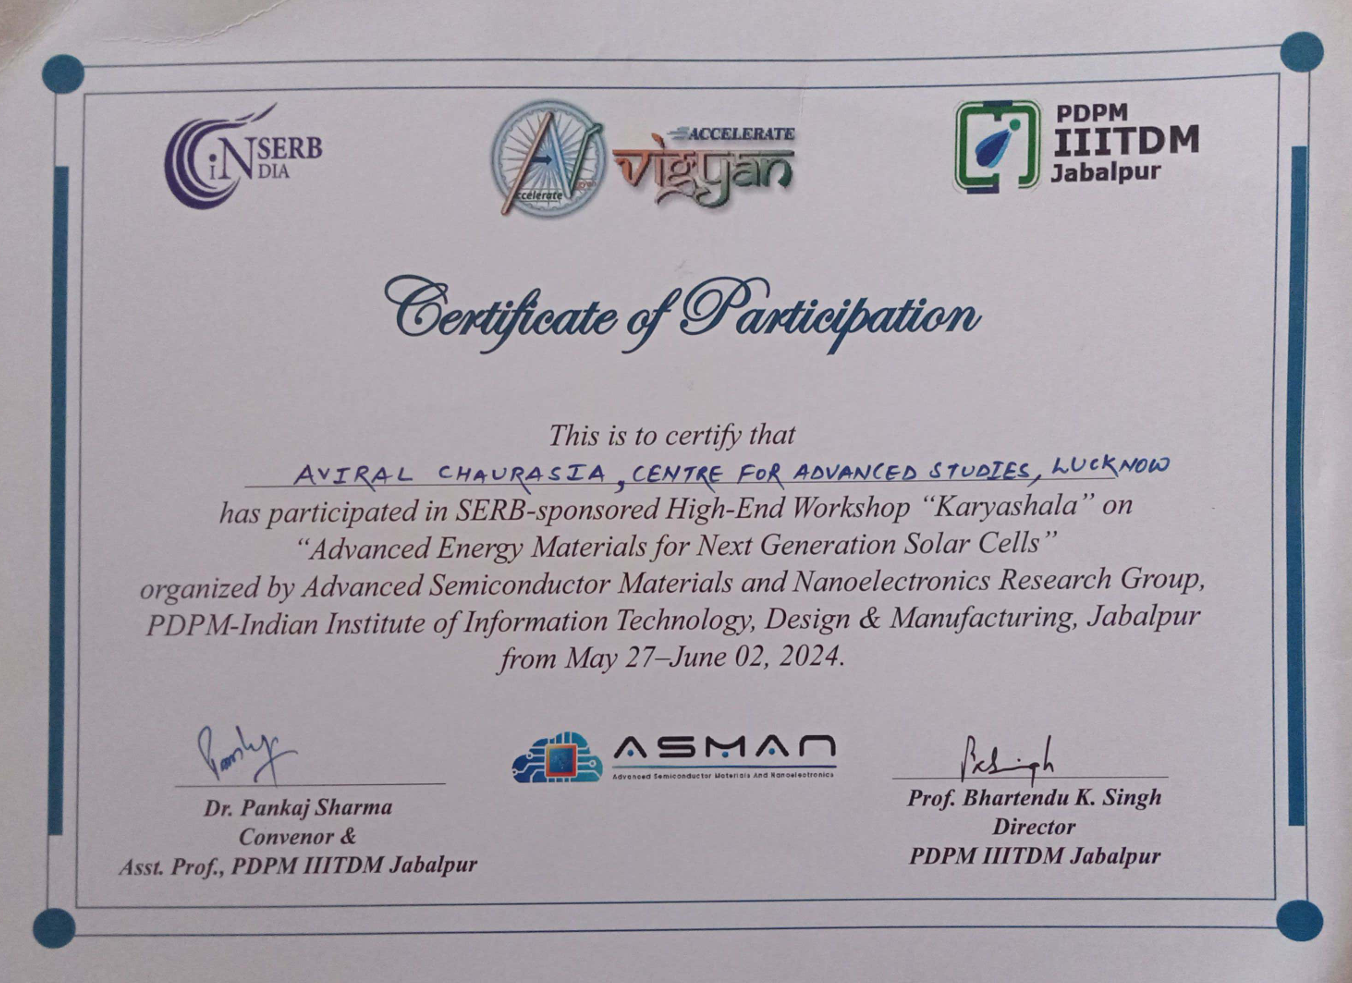 SERB
iNDIA
Accelerate
ACCELERATE
vigyan
PDPM
IIITDM
Jabalpur
Certificate of Participation
This is to certify that
AVIRAL CHAURASIA, CENTRE FOR ADVANCED STUDIES, LUCKNOW
has participated in SERB-sponsored High-End Workshop “Karyashala” on
“Advanced Energy Materials for Next Generation Solar Cells”
organized by Advanced Semiconductor Materials and Nanoelectronics Research Group,
PDPM-Indian Institute of Information Technology, Design & Manufacturing, Jabalpur
from May 27–June 02, 2024.
ASMAN
Advanced Semiconductor Materials And Nanoelectronics
Dr. Pankaj Sharma
Convenor &
Asst. Prof., PDPM IIITDM Jabalpur
BKSingh
Prof. Bhartendu K. Singh
Director
PDPM IIITDM Jabalpur